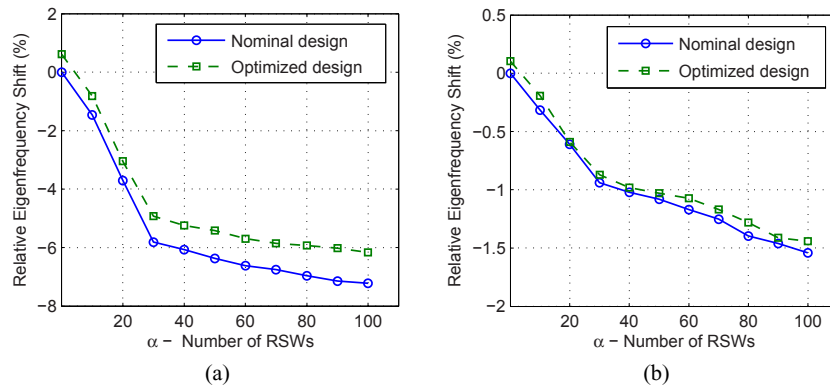 2
0
−2
−4
−6
−8
20 40 60 80 100
Relative Eigenfrequency Shift (%)
α − Number of RSWs
Nominal design
Optimized design
(a)
0.5
0
−0.5
−1.0
−1.5
−2
20 40 60 80 100
Relative Eigenfrequency Shift (%)
α − Number of RSWs
Nominal design
Optimized design
(b)